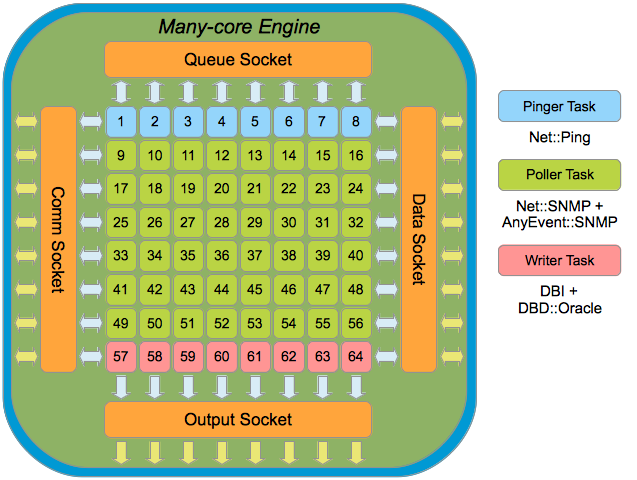 Many-core Engine
Queue Socket
1 2 3 4 5 6 7 8
9 10 11 12 13 14 15 16
17 18 19 20 21 22 23 24
25 26 27 28 29 30 31 32
33 34 35 36 37 38 39 40
41 42 43 44 45 46 47 48
49 50 51 52 53 54 55 56
57 58 59 60 61 62 63 64
Comm Socket
Data Socket
Output Socket
Pinger Task
Net::Ping
Poller Task
Net::SNMP +
AnyEvent::SNMP
Writer Task
DBI +
DBD::Oracle